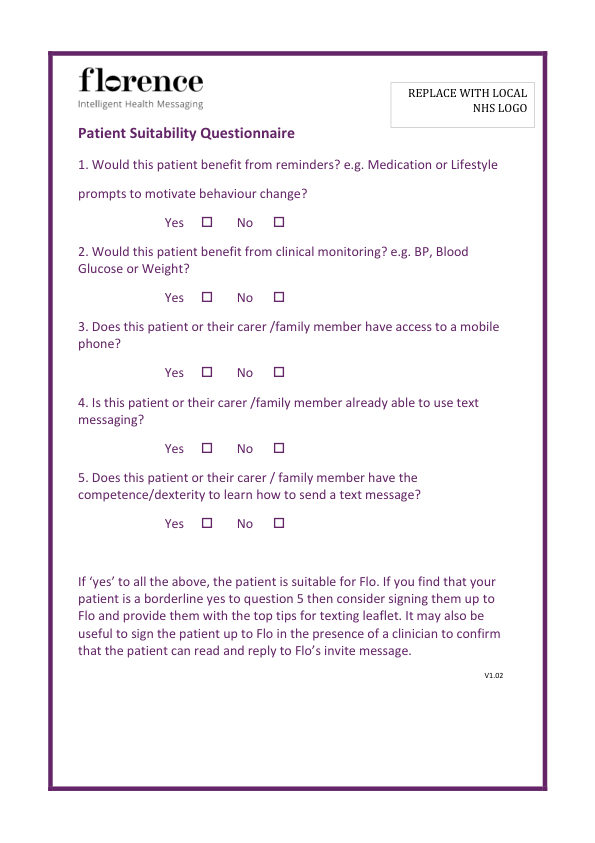 florence
Intelligent Health Messaging
REPLACE WITH LOCAL
NHS LOGO
Patient Suitability Questionnaire
1. Would this patient benefit from reminders? e.g. Medication or Lifestyle
prompts to motivate behaviour change?
Yes ☐ No ☐
2. Would this patient benefit from clinical monitoring? e.g. BP, Blood
Glucose or Weight?
Yes ☐ No ☐
3. Does this patient or their carer /family member have access to a mobile
phone?
Yes ☐ No ☐
4. Is this patient or their carer /family member already able to use text
messaging?
Yes ☐ No ☐
5. Does this patient or their carer / family member have the
competence/dexterity to learn how to send a text message?
Yes ☐ No ☐
If ‘yes’ to all the above, the patient is suitable for Flo. If you find that your
patient is a borderline yes to question 5 then consider signing them up to
Flo and provide them with the top tips for texting leaflet. It may also be
useful to sign the patient up to Flo in the presence of a clinician to confirm
that the patient can read and reply to Flo’s invite message.
V1.02